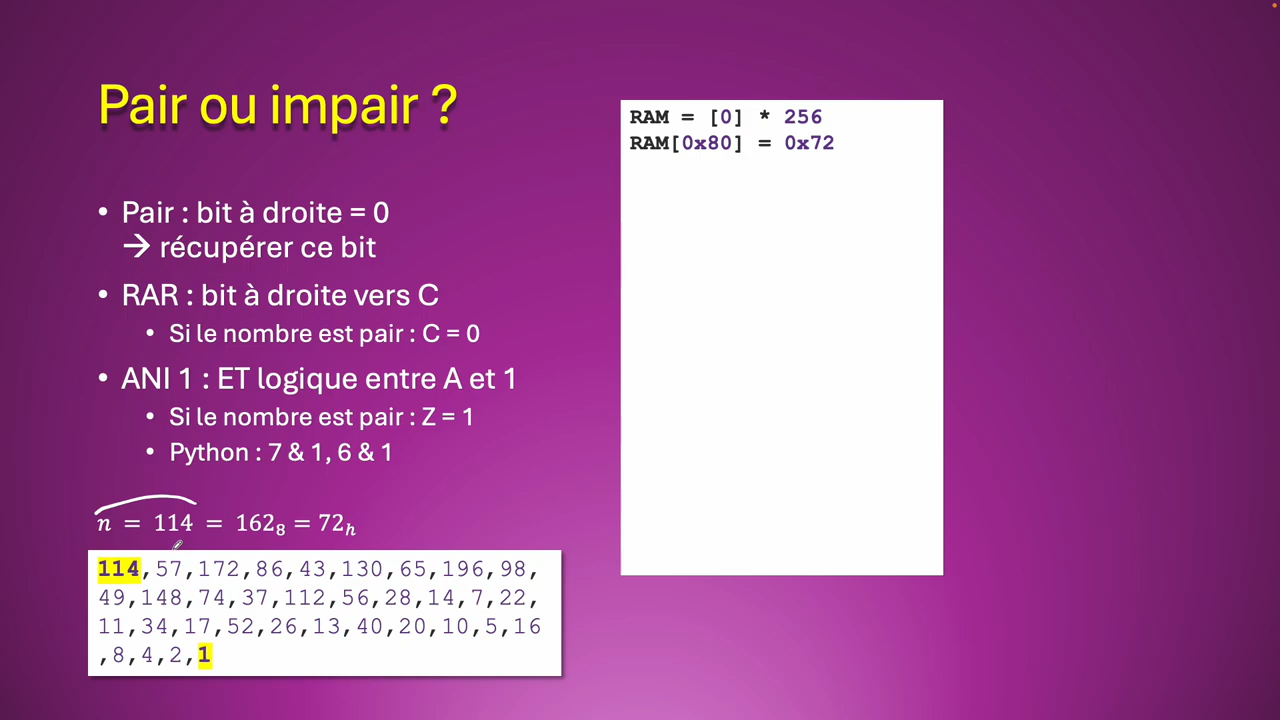 Pair ou impair ?
• Pair : bit à droite = 0
→ récupérer ce bit
• RAR : bit à droite vers C
• Si le nombre est pair : C = 0
• ANI 1 : ET logique entre A et 1
• Si le nombre est pair : Z = 1
• Python : 7 & 1, 6 & 1
n = 114 = 162₈ = 72ₕ
114,57,172,86,43,130,65,196,98,
49,148,74,37,112,56,28,14,7,22,
11,34,17,52,26,13,40,20,10,5,16
,8,4,2,1
RAM = [0] * 256
RAM[0x80] = 0x72